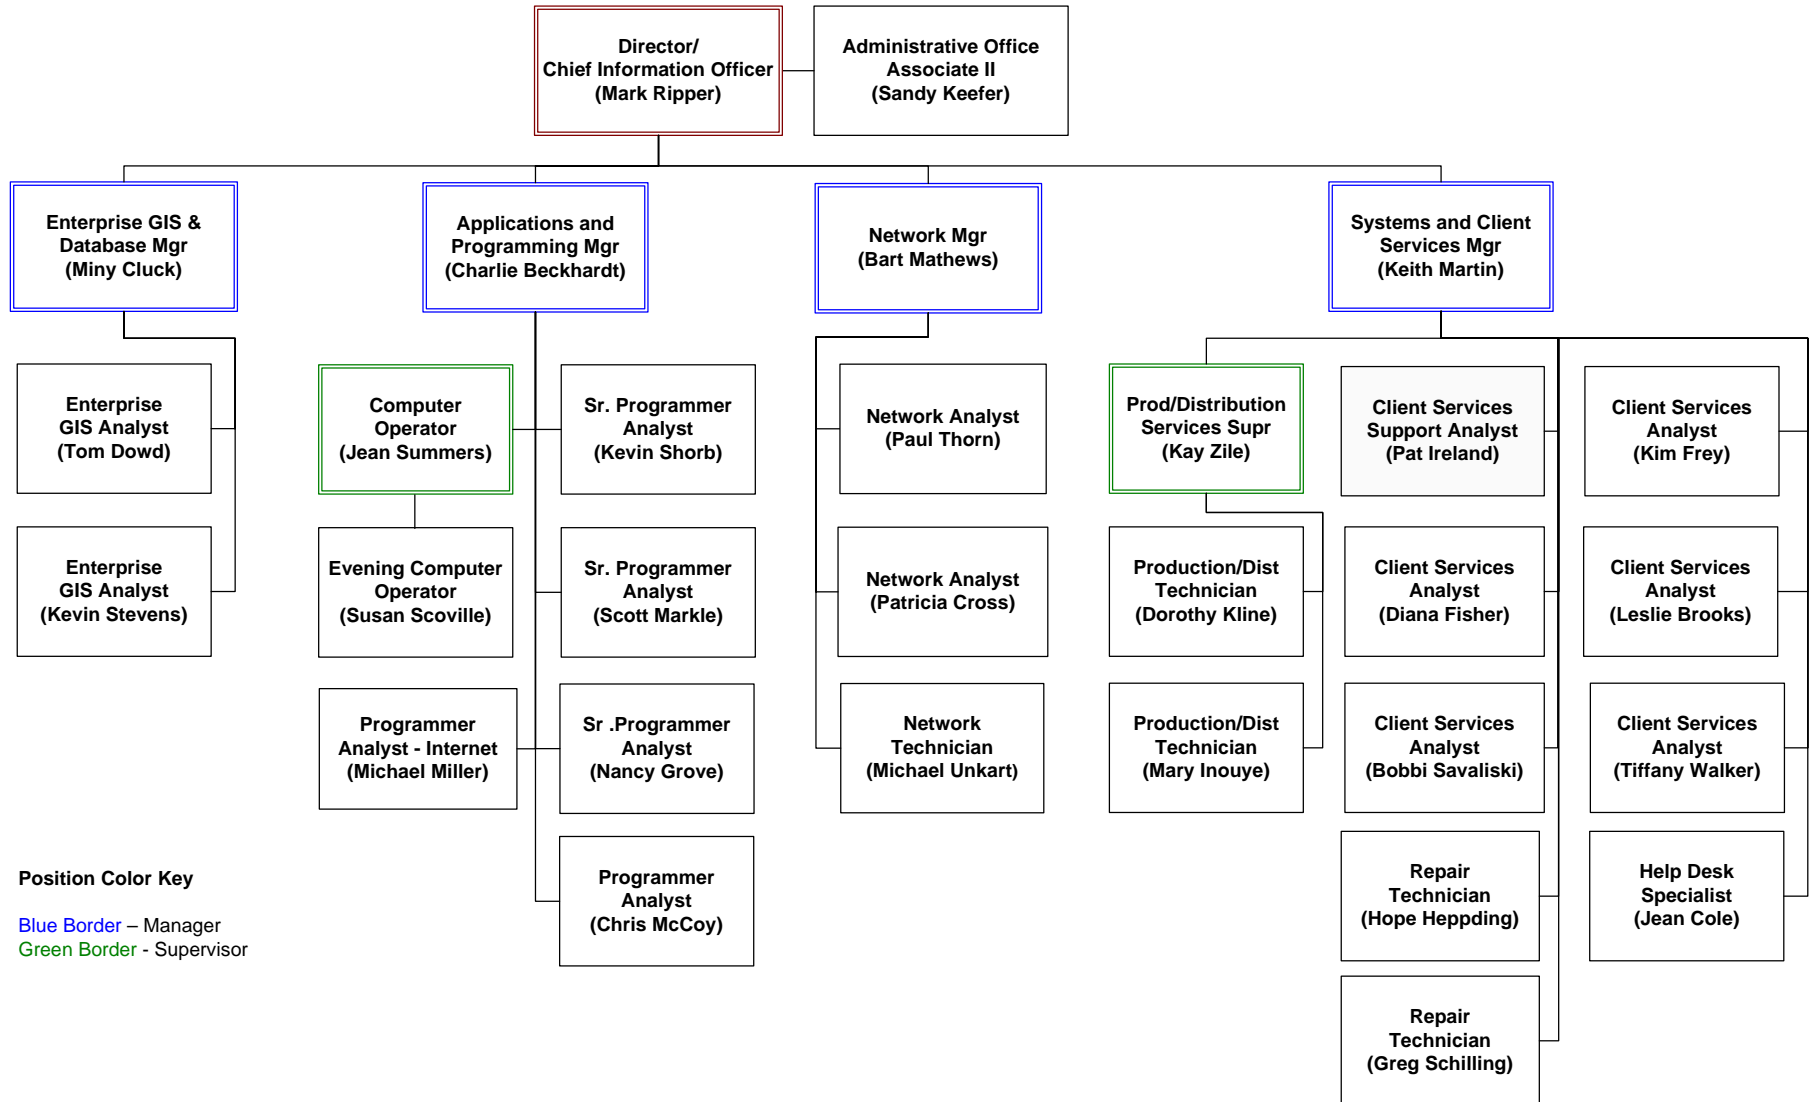 Director/
Chief Information Officer
(Mark Ripper)
Administrative Office
Associate II
(Sandy Keefer)
Enterprise GIS &
Database Mgr
(Miny Cluck)
Applications and
Programming Mgr
(Charlie Beckhardt)
Network Mgr
(Bart Mathews)
Systems and Client
Services Mgr
(Keith Martin)
Enterprise
GIS Analyst
(Tom Dowd)
Computer
Operator
(Jean Summers)
Sr. Programmer
Analyst
(Kevin Shorb)
Network Analyst
(Paul Thorn)
Prod/Distribution
Services Supr
(Kay Zile)
Client Services
Support Analyst
(Pat Ireland)
Client Services
Analyst
(Kim Frey)
Enterprise
GIS Analyst
(Kevin Stevens)
Evening Computer
Operator
(Susan Scoville)
Sr. Programmer
Analyst
(Scott Markle)
Network Analyst
(Patricia Cross)
Production/Dist
Technician
(Dorothy Kline)
Client Services
Analyst
(Diana Fisher)
Client Services
Analyst
(Leslie Brooks)
Programmer
Analyst - Internet
(Michael Miller)
Sr .Programmer
Analyst
(Nancy Grove)
Network
Technician
(Michael Unkart)
Production/Dist
Technician
(Mary Inouye)
Client Services
Analyst
(Bobbi Savaliski)
Client Services
Analyst
(Tiffany Walker)
Programmer
Analyst
(Chris McCoy)
Repair
Technician
(Hope Heppding)
Help Desk
Specialist
(Jean Cole)
Repair
Technician
(Greg Schilling)
Position Color Key
Blue Border – Manager
Green Border - Supervisor